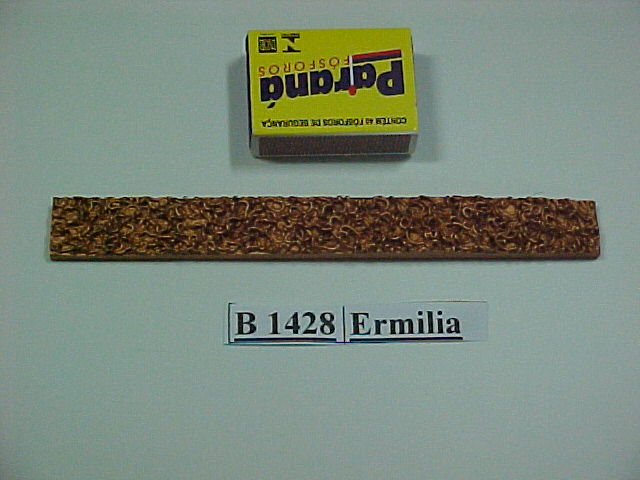 CONTÉM 40 FÓSFOROS DE SEGURANÇA
Paraná
FÓSFOROS
B 1428 Ermilia